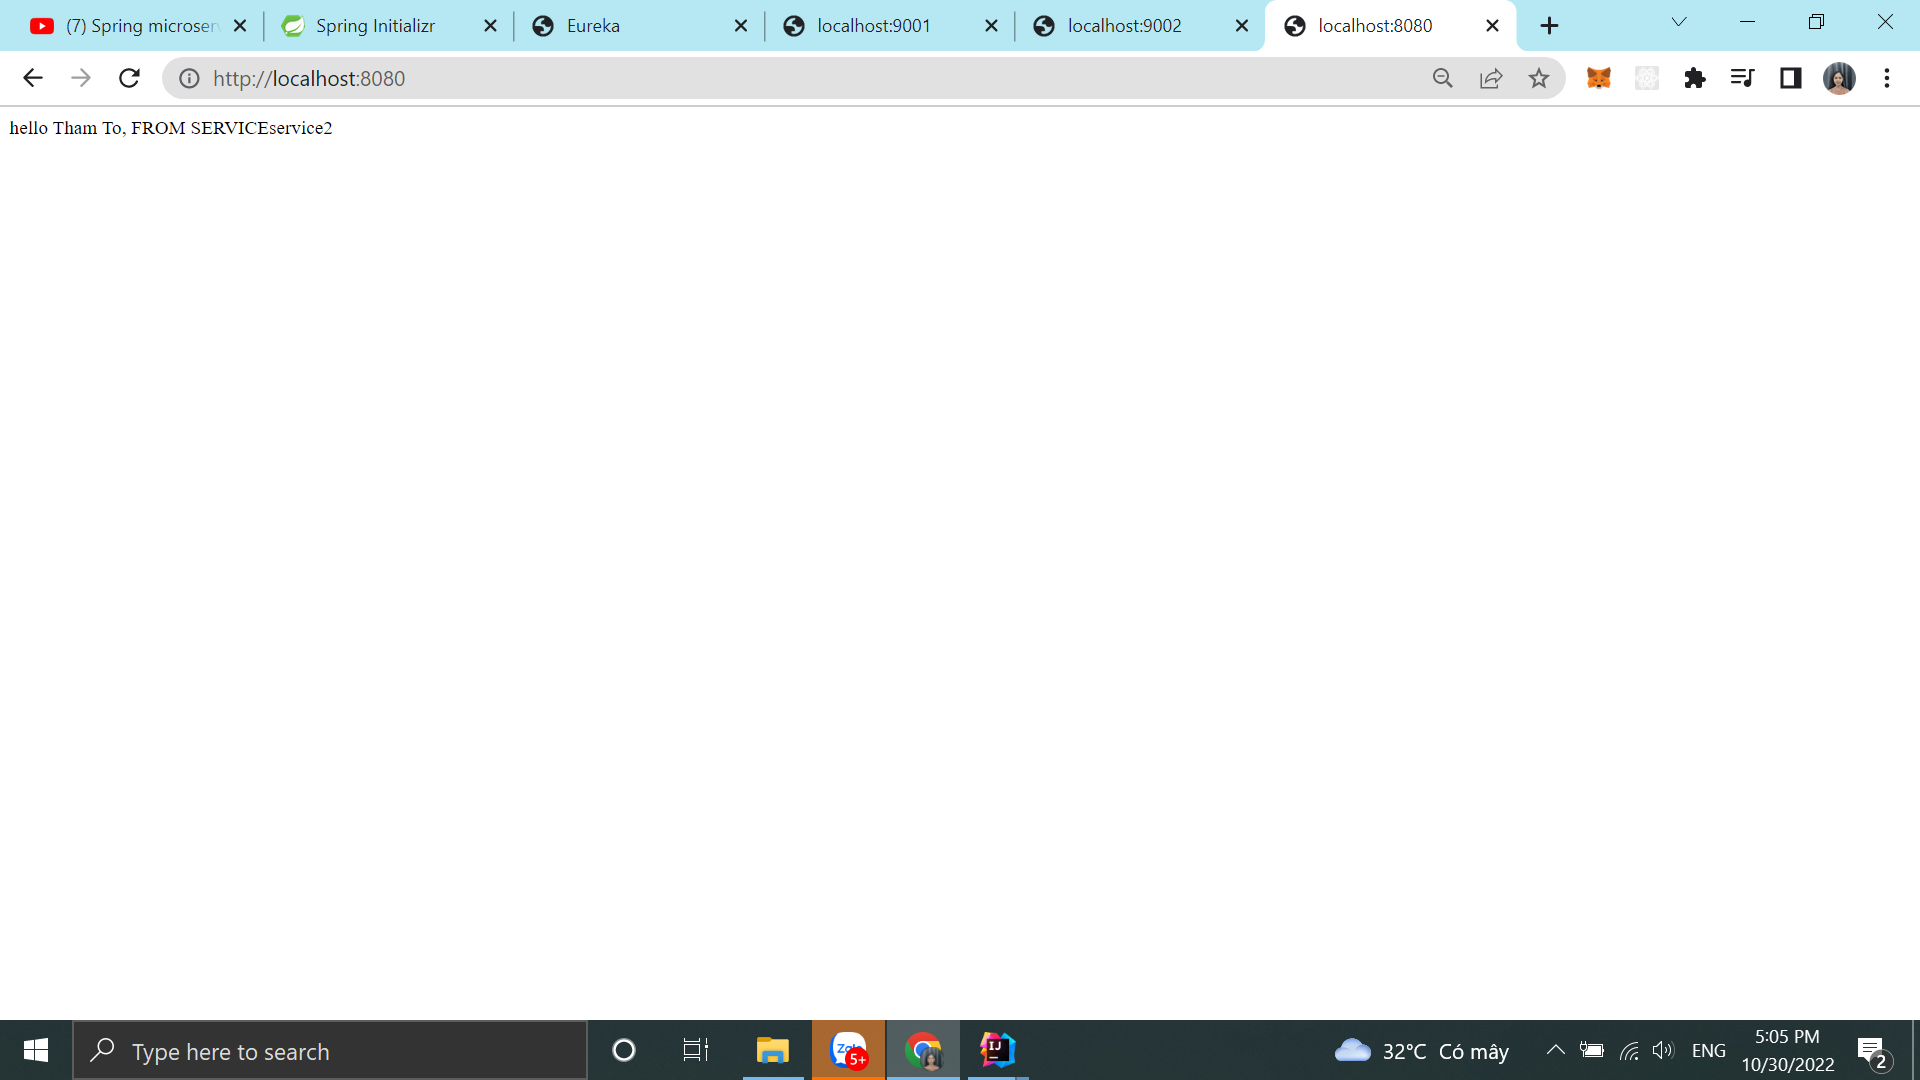 (7) Spring microser
Spring Initializr
Eureka
localhost:9001
localhost:9002
localhost:8080
http://localhost:8080
hello Tham To, FROM SERVICEservice2
Type here to search
Zalo
5+
IJ
32°C Có mây
ENG
5:05 PM
10/30/2022
2